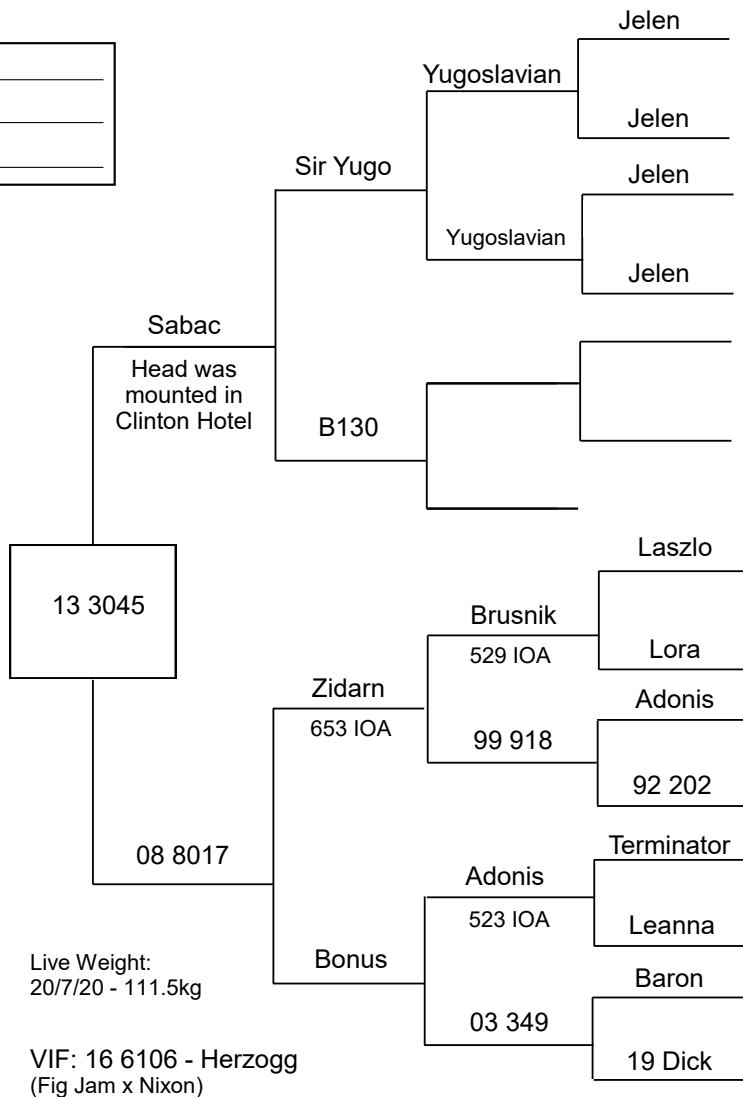 Jelen
Yugoslavian
Jelen
Sir Yugo
Jelen
Yugoslavian
Jelen
Sabac
Head was
mounted in
Clinton Hotel
B130
13 3045
Laszlo
Brusnik
529 IOA
Lora
Zidarn
653 IOA
Adonis
99 918
92 202
08 8017
Terminator
Adonis
523 IOA
Leanna
Bonus
Baron
03 349
19 Dick
Live Weight:
20/7/20 - 111.5kg
VIF: 16 6106 - Herzogg
(Fig Jam x Nixon)